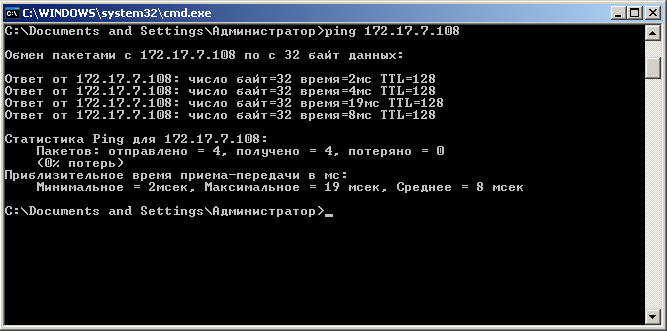 C:\WINDOWS\system32\cmd.exe
C:\Documents and Settings\Администратор>ping 172.17.7.108
Обмен пакетами с 172.17.7.108 по с 32 байт данных:
Ответ от 172.17.7.108: число байт=32 время=2мс TTL=128
Ответ от 172.17.7.108: число байт=32 время=4мс TTL=128
Ответ от 172.17.7.108: число байт=32 время=19мс TTL=128
Ответ от 172.17.7.108: число байт=32 время=8мс TTL=128
Статистика Ping для 172.17.7.108:
Пакетов: отправлено = 4, получено = 4, потеряно = 0
(0% потерь)
Приблизительное время приема-передачи в мс:
Минимальное = 2мсек, Максимальное = 19 мсек, Среднее = 8 мсек
C:\Documents and Settings\Администратор>_